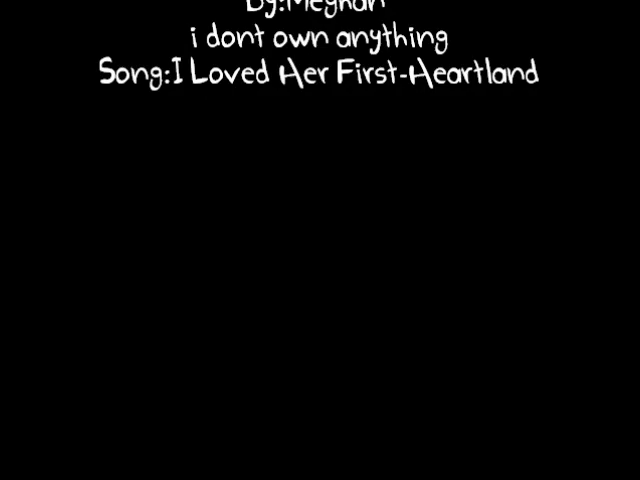 By:Meghan
i dont own anything
Song:I Loved Her First-Heartland